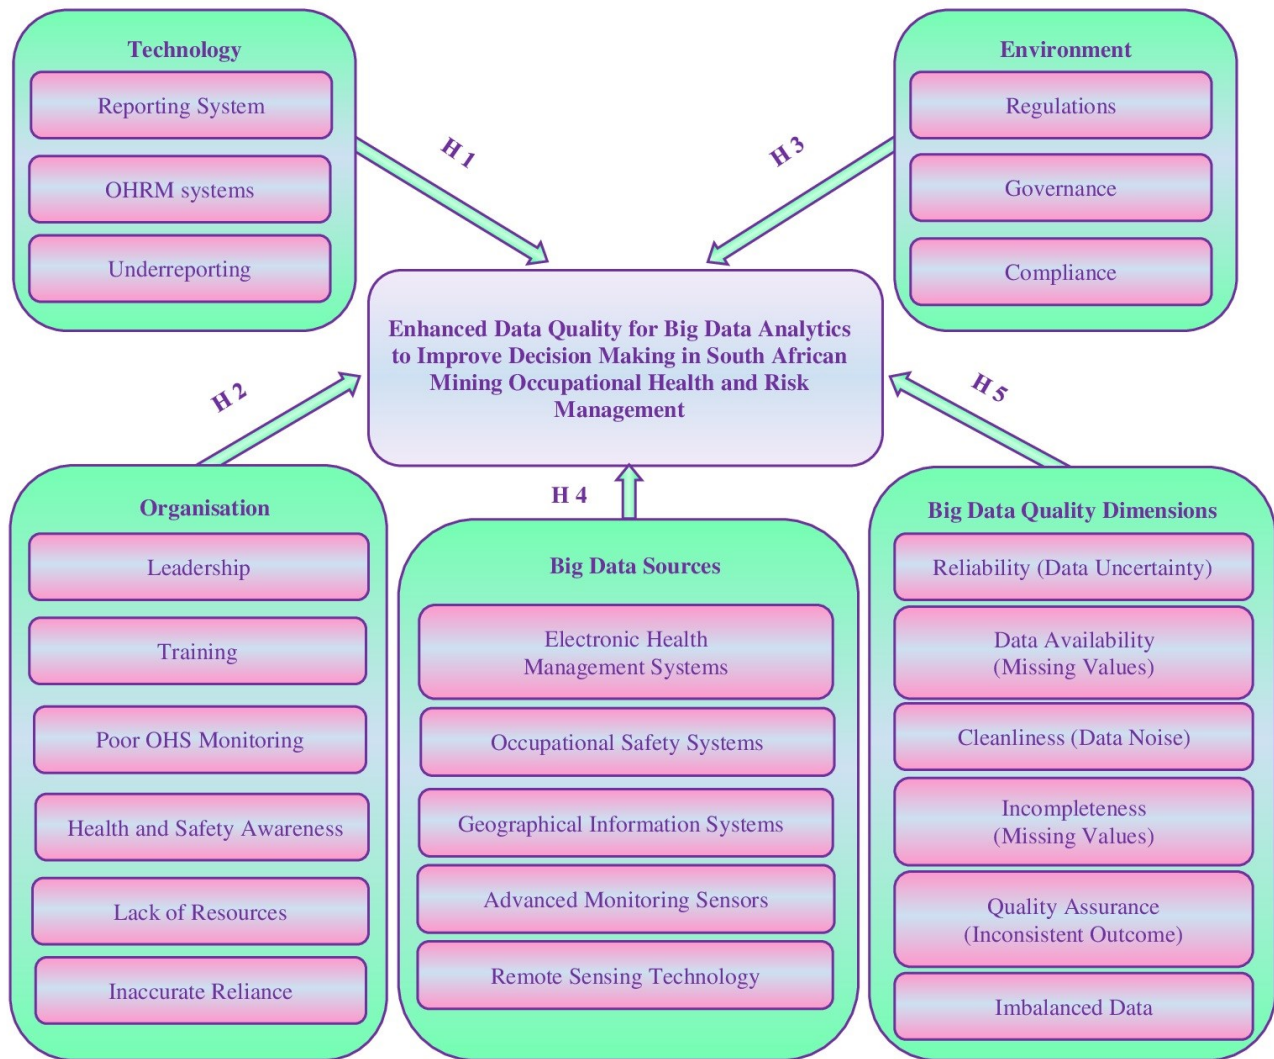 Technology
Reporting System
OHRM systems
Underreporting
Environment
Regulations
Governance
Compliance
H 1
H 3
Enhanced Data Quality for Big Data Analytics
to Improve Decision Making in South African
Mining Occupational Health and Risk
Management
H 2
H 5
H 4
Organisation
Leadership
Training
Poor OHS Monitoring
Health and Safety Awareness
Lack of Resources
Inaccurate Reliance
Big Data Sources
Electronic Health
Management Systems
Occupational Safety Systems
Geographical Information Systems
Advanced Monitoring Sensors
Remote Sensing Technology
Big Data Quality Dimensions
Reliability (Data Uncertainty)
Data Availability
(Missing Values)
Cleanliness (Data Noise)
Incompleteness
(Missing Values)
Quality Assurance
(Inconsistent Outcome)
Imbalanced Data